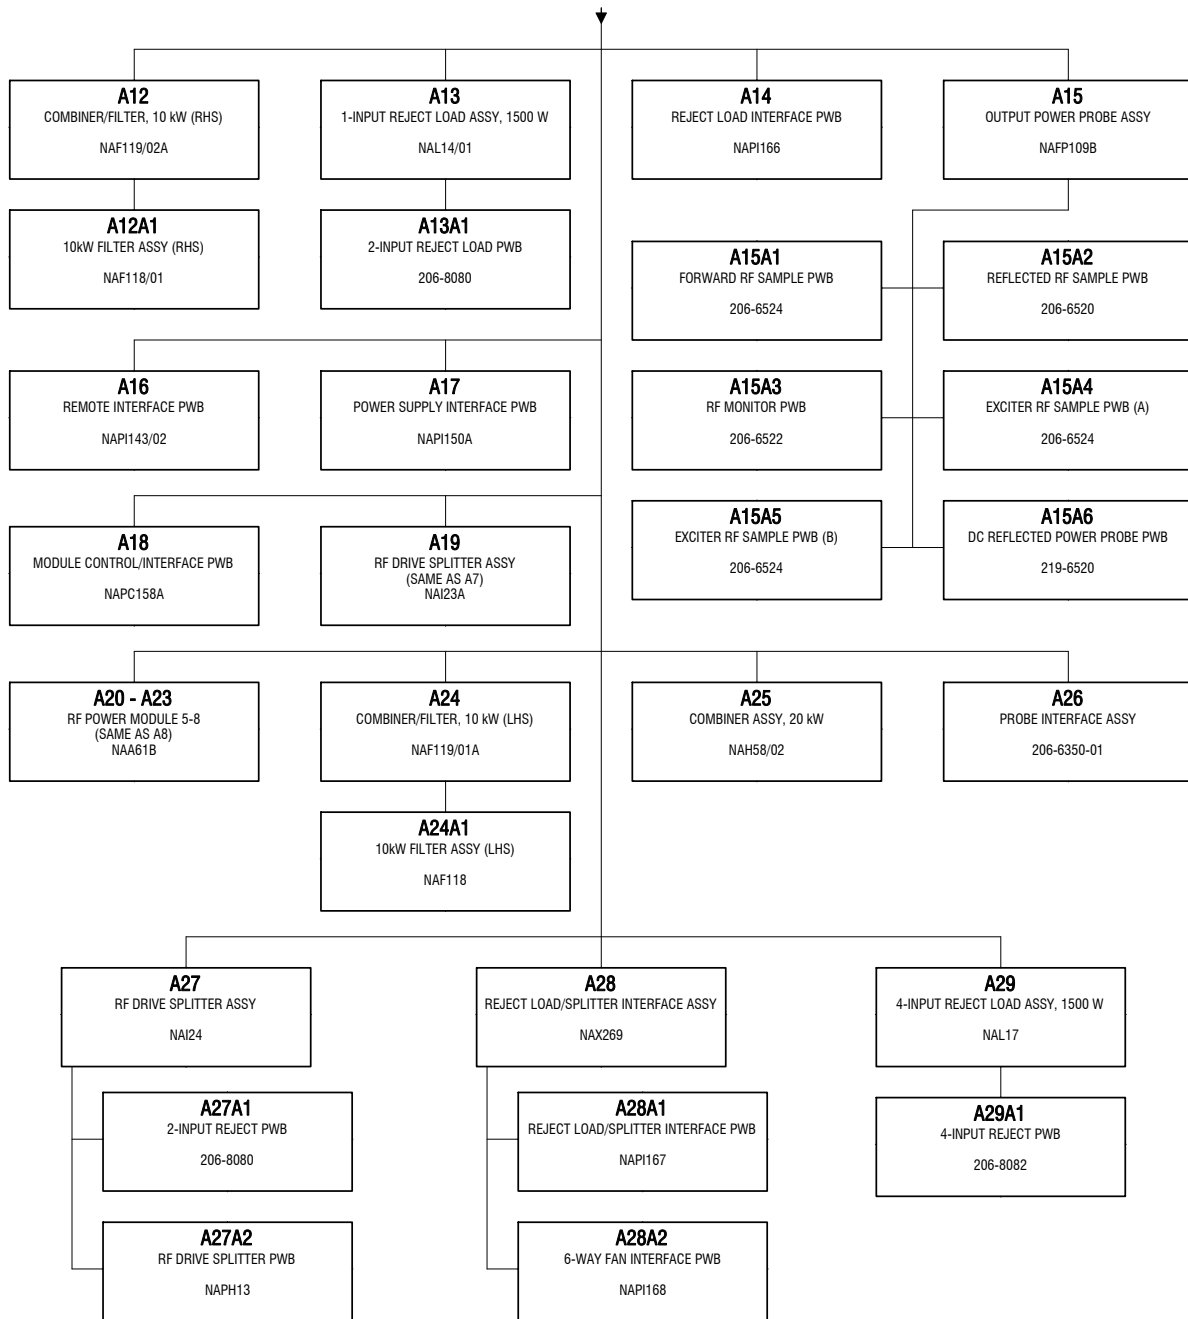 A12
COMBINER/FILTER, 10 kW (RHS)
NAF119/02A
A13
1-INPUT REJECT LOAD ASSY, 1500 W
NAL14/01
A14
REJECT LOAD INTERFACE PWB
NAPI166
A15
OUTPUT POWER PROBE ASSY
NAFP109B
A12A1
10kW FILTER ASSY (RHS)
NAF118/01
A13A1
2-INPUT REJECT LOAD PWB
206-8080
A15A1
FORWARD RF SAMPLE PWB
206-6524
A15A2
REFLECTED RF SAMPLE PWB
206-6520
A16
REMOTE INTERFACE PWB
NAPI143/02
A17
POWER SUPPLY INTERFACE PWB
NAPI150A
A15A3
RF MONITOR PWB
206-6522
A15A4
EXCITER RF SAMPLE PWB (A)
206-6524
A18
MODULE CONTROL/INTERFACE PWB
NAPC158A
A19
RF DRIVE SPLITTER ASSY
(SAME AS A7)
NAI23A
A15A5
EXCITER RF SAMPLE PWB (B)
206-6524
A15A6
DC REFLECTED POWER PROBE PWB
219-6520
A20 - A23
RF POWER MODULE 5-8
(SAME AS A8)
NAA61B
A24
COMBINER/FILTER, 10 kW (LHS)
NAF119/01A
A25
COMBINER ASSY, 20 kW
NAH58/02
A26
PROBE INTERFACE ASSY
206-6350-01
A24A1
10kW FILTER ASSY (LHS)
NAF118
A27
RF DRIVE SPLITTER ASSY
NAI24
A28
REJECT LOAD/SPLITTER INTERFACE ASSY
NAX269
A29
4-INPUT REJECT LOAD ASSY, 1500 W
NAL17
A27A1
2-INPUT REJECT PWB
206-8080
A28A1
REJECT LOAD/SPLITTER INTERFACE PWB
NAPI167
A29A1
4-INPUT REJECT PWB
206-8082
A27A2
RF DRIVE SPLITTER PWB
NAPH13
A28A2
6-WAY FAN INTERFACE PWB
NAPI168